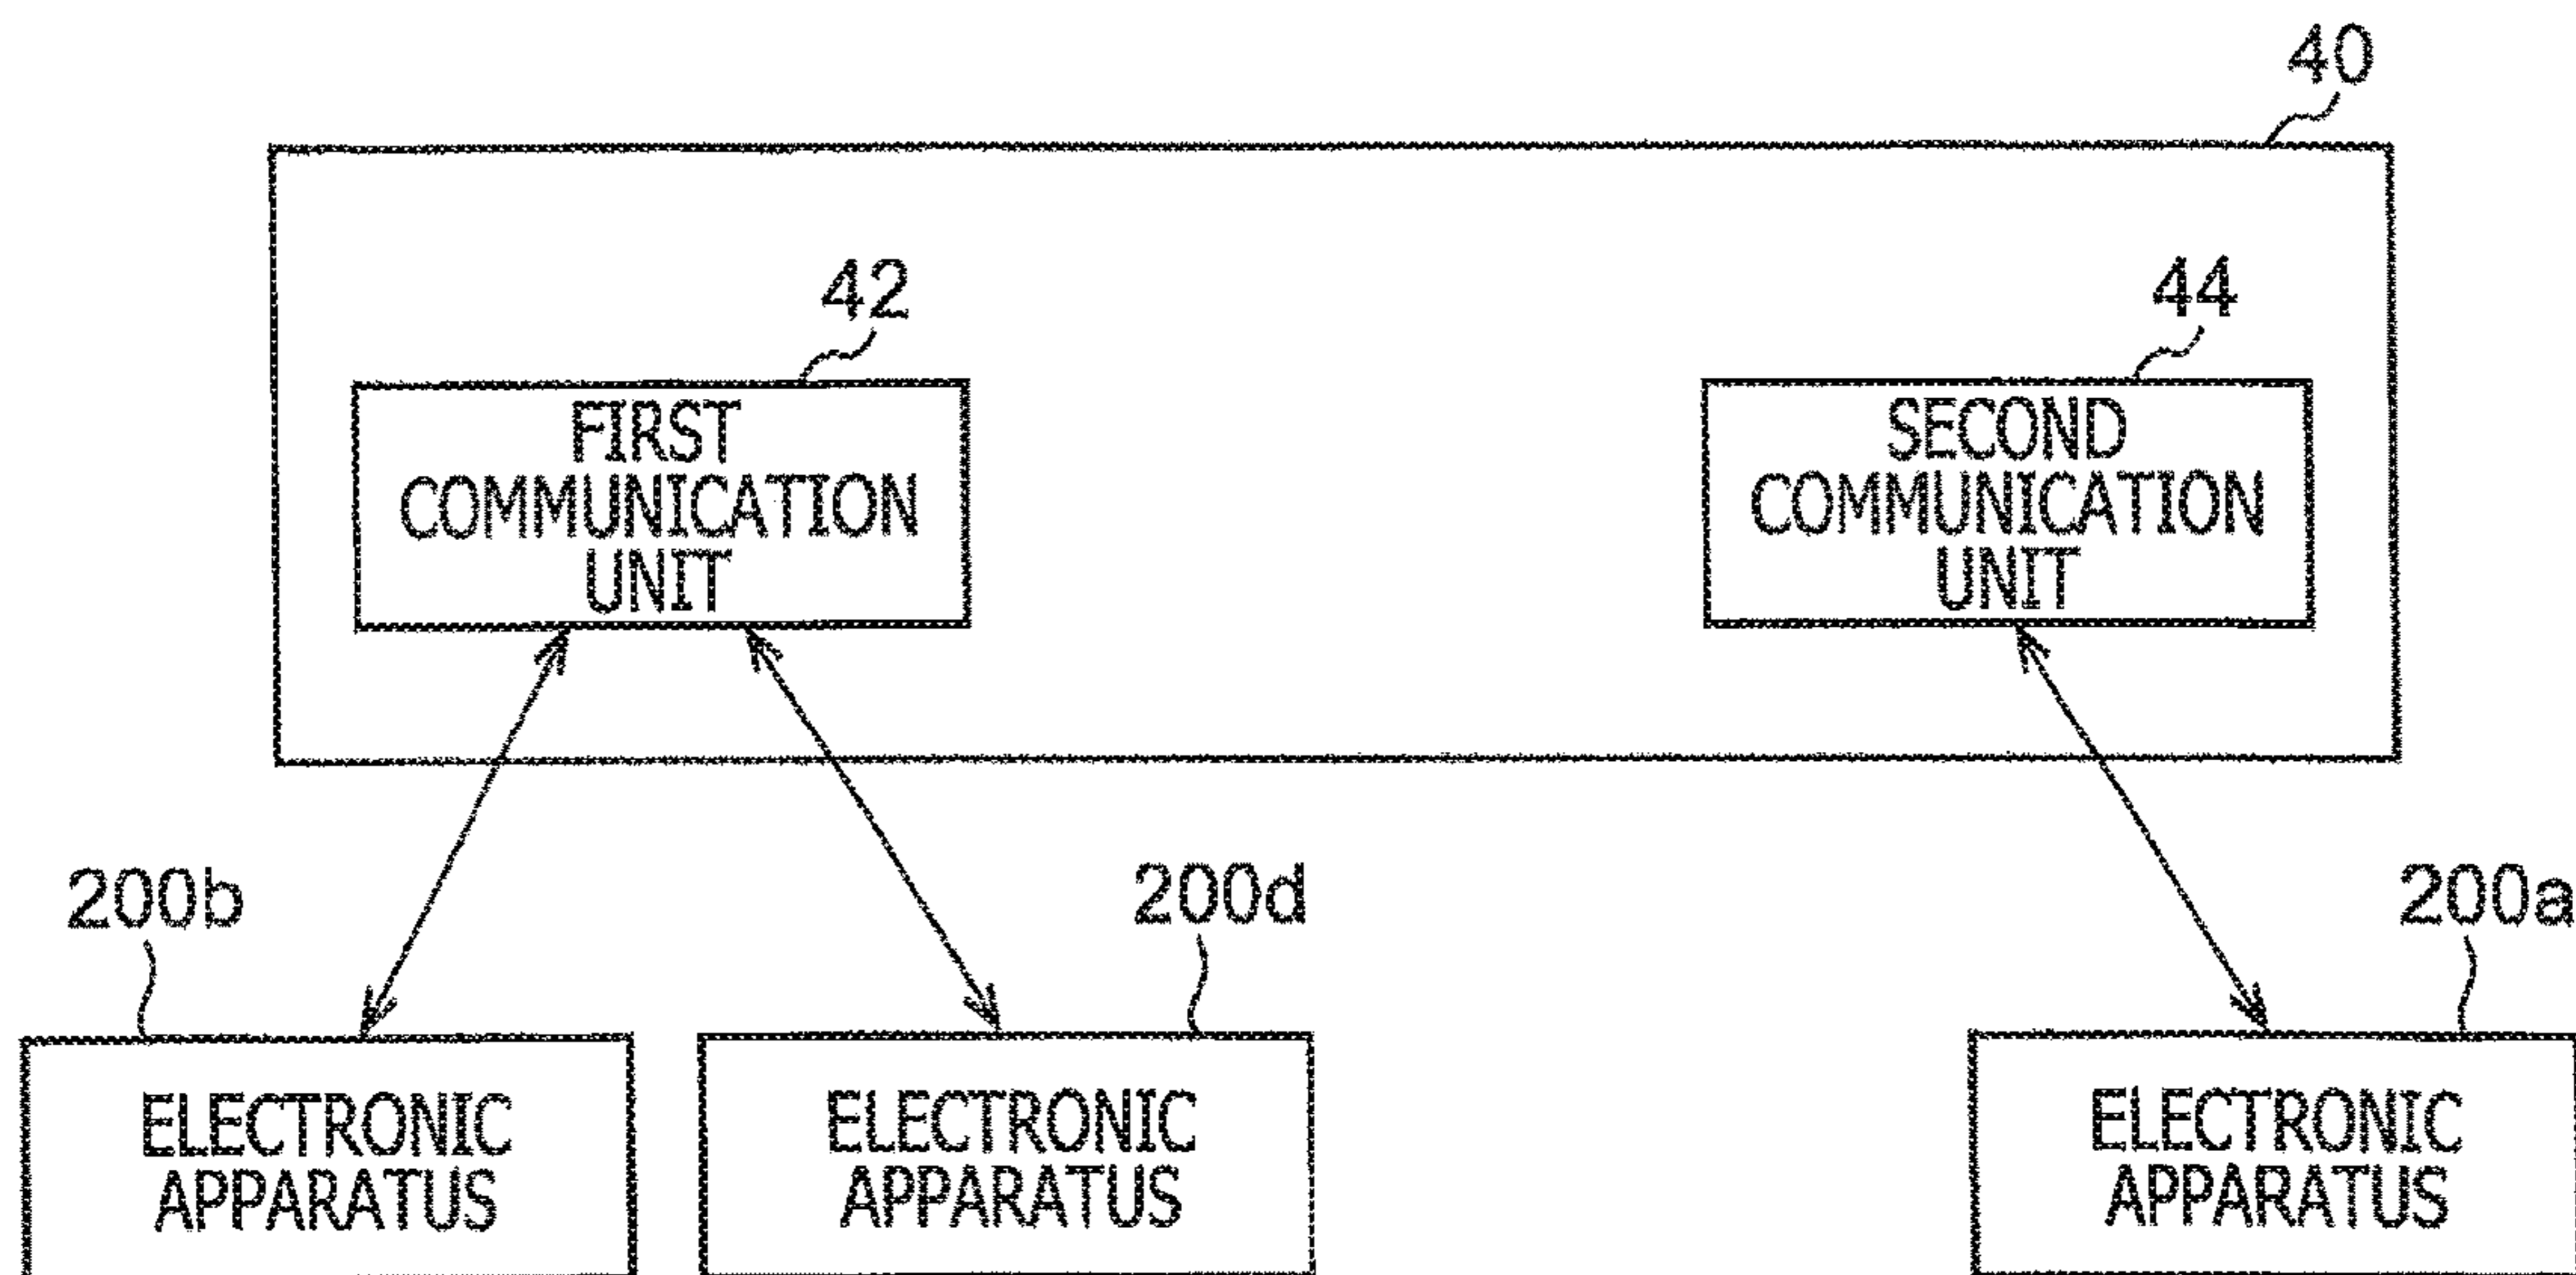 40
42
44
FIRST
COMMUNICATION
UNIT
SECOND
COMMUNICATION
UNIT
200b
200d
200a
ELECTRONIC
APPARATUS
ELECTRONIC
APPARATUS
ELECTRONIC
APPARATUS